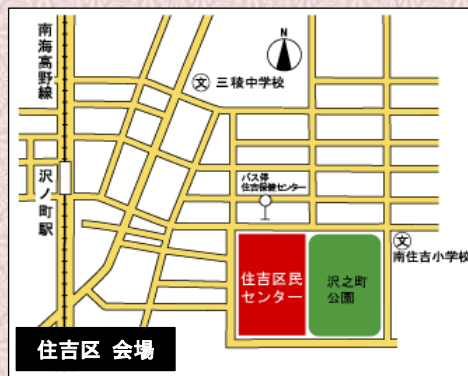 南海高野線
N
文 三稜中学校
沢ノ町駅
バス停
住吉保健センター
文
南住吉小学校
住吉区民
センター
沢之町
公園
住吉区 会場